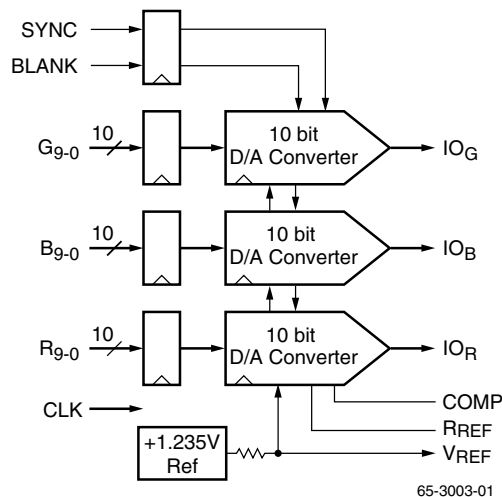 SYNC
BLANK
10 bit
D/A Converter
G9-0
10
IOG
10 bit
D/A Converter
B9-0
10
IOB
10 bit
D/A Converter
R9-0
10
IOR
CLK
COMP
RREF
+1.235V
Ref
VREF
65-3003-01